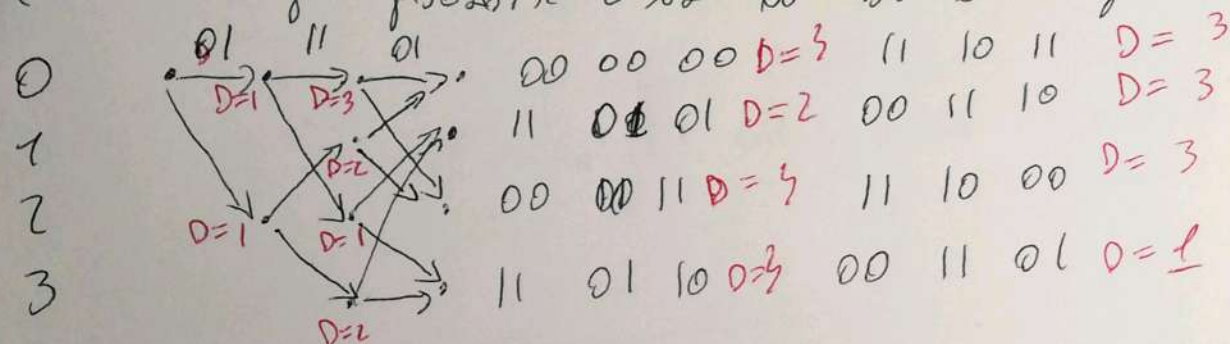 01 11 01
0 D=1 D=3 00 00 00 D=3 11 10 11 D= 3
1 D=2 11 01 01 D=2 00 11 10 D= 3
2 D=1 D=1 00 00 11 D= 11 10 00 D= 3
3 D=2 11 01 10 D=3 00 11 01 D=1